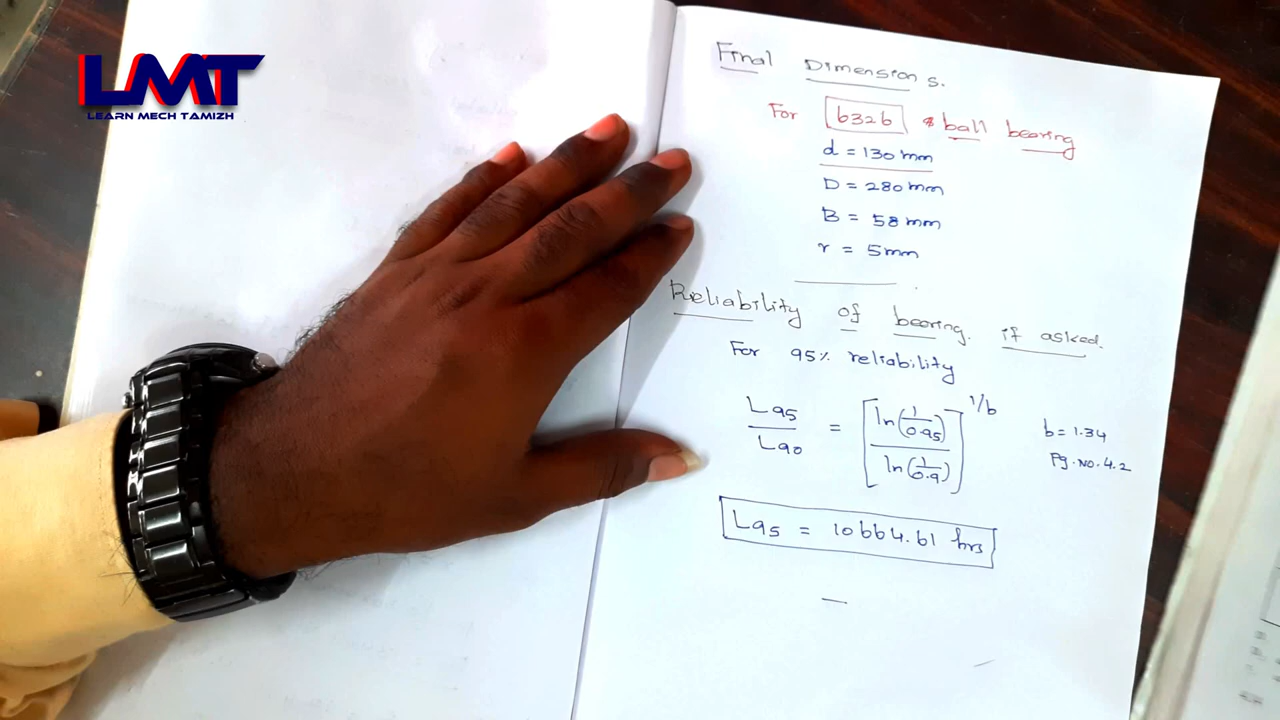 LMT
LEARN MECH TAMIZH
Final Dimensions.
For 6326 ball bearing
d = 130 mm
D = 280 mm
B = 58 mm
r = 5 mm
Reliability of bearing if asked.
For 95% reliability
L95 / L90 = [ln(1/0.95) / ln(1/0.9)]^1/b
b = 1.34
Pg. No. 4.2
L95 = 10664.61 hrs